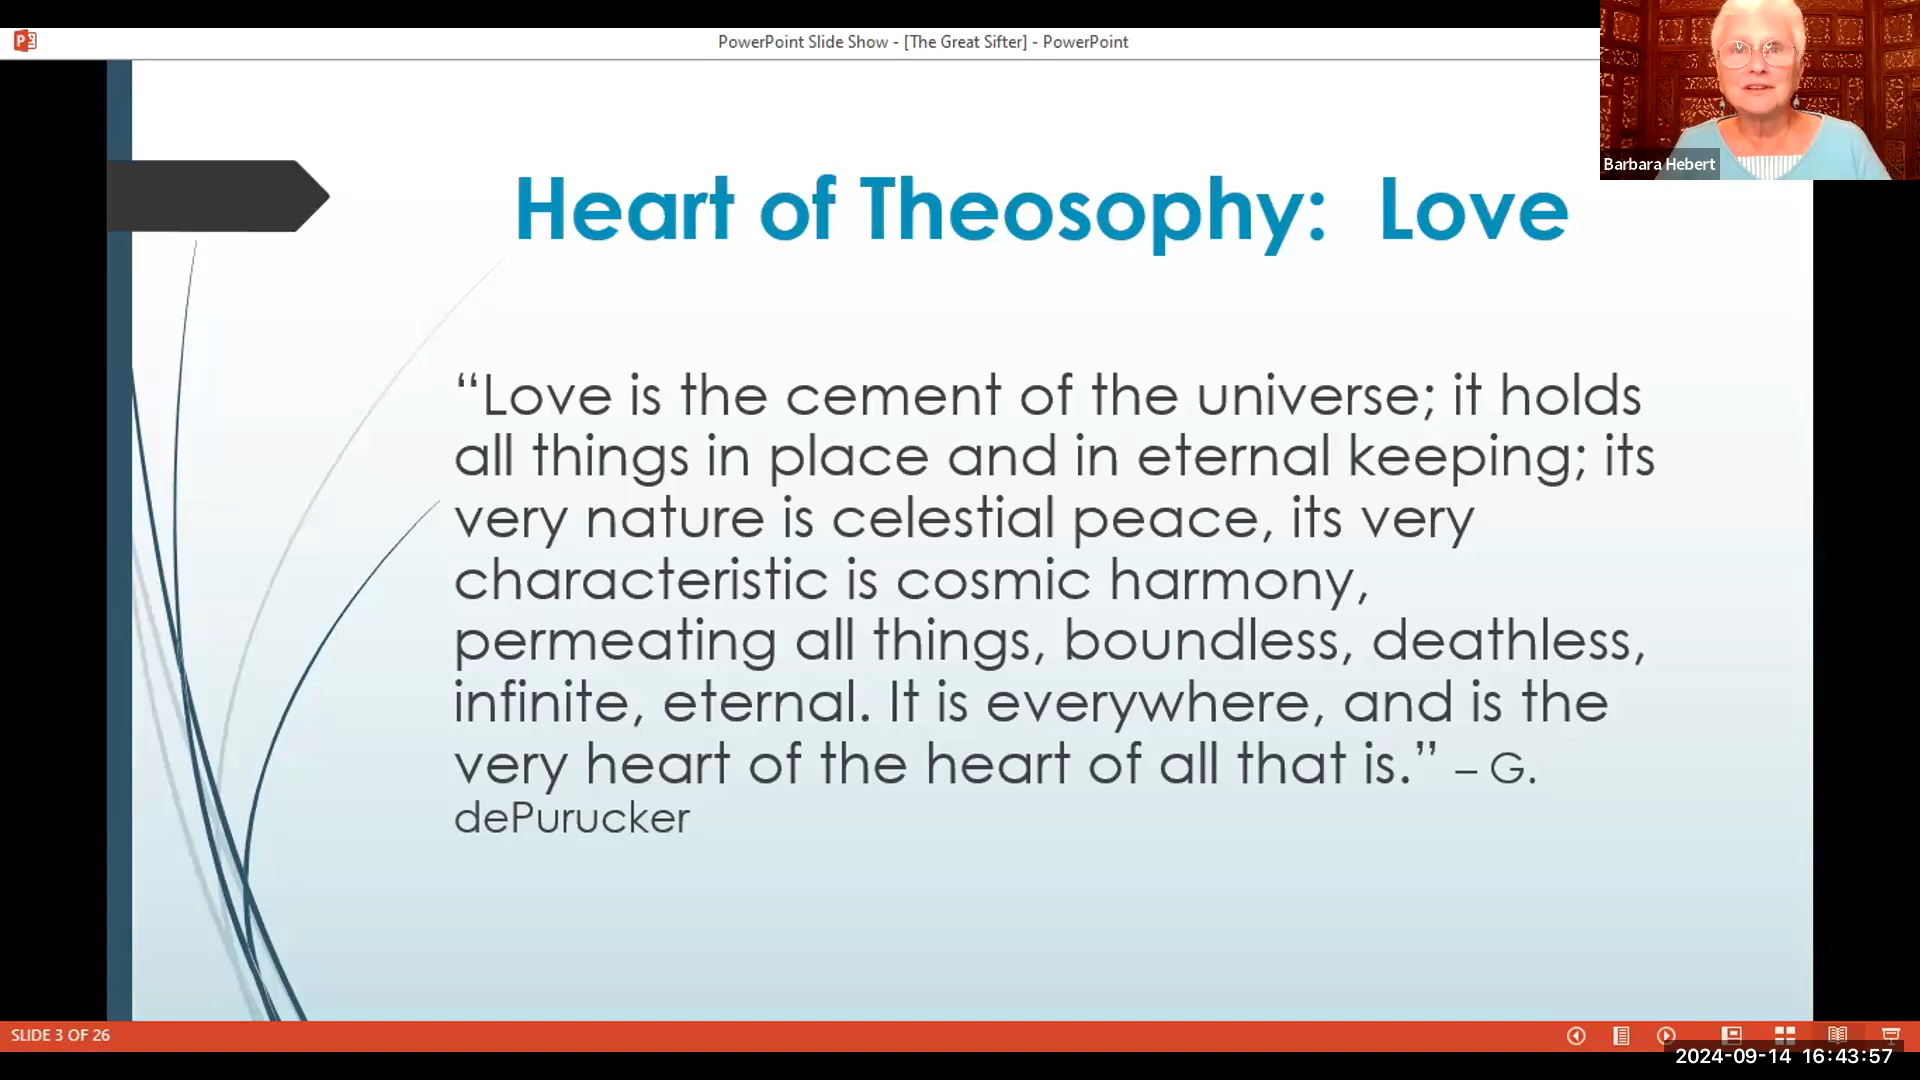 PowerPoint Slide Show - [The Great Sifter] - PowerPoint
Barbara Hebert
Heart of Theosophy: Love
“Love is the cement of the universe; it holds
all things in place and in eternal keeping; its
very nature is celestial peace, its very
characteristic is cosmic harmony,
permeating all things, boundless, deathless,
infinite, eternal. It is everywhere, and is the
very heart of the heart of all that is.” – G.
dePurucker
SLIDE 3 OF 26
2024-09-14 16:43:57